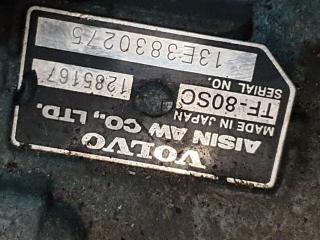 VOLVO
AISIN AW CO., LTD.
MADE IN JAPAN
TF-80SC 1285167
SERIAL NO.
13E3830275